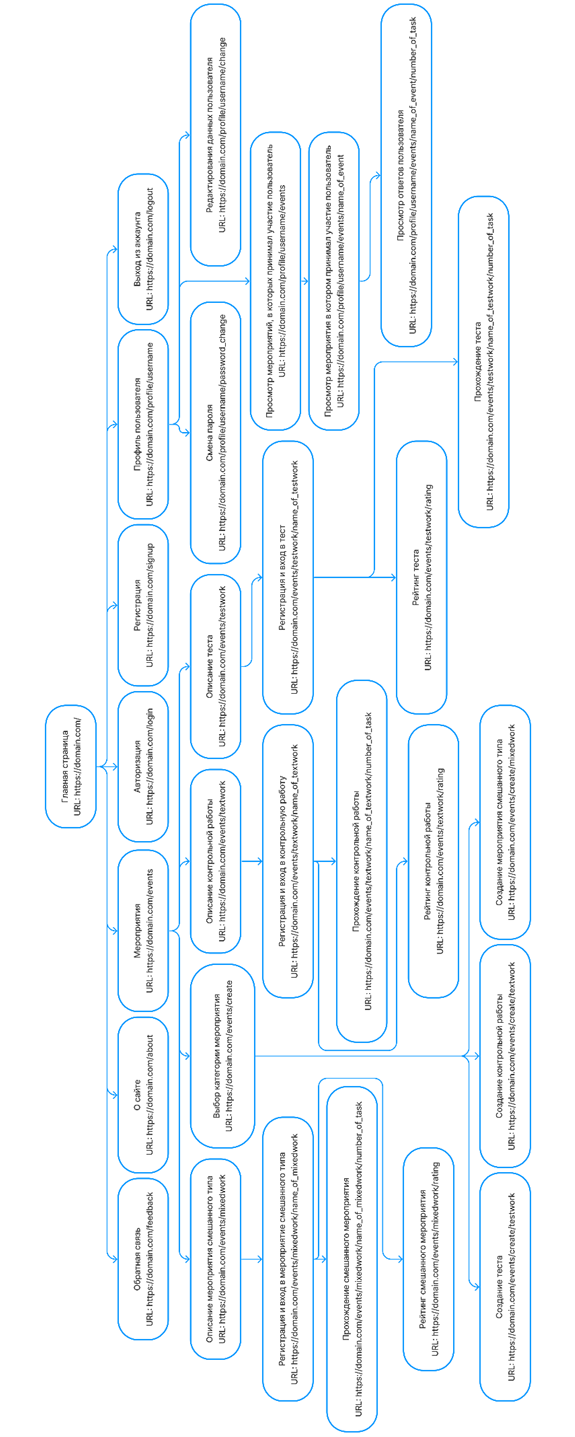 Главная страница
URL: https://domain.com/
Обратная связь
URL: https://domain.com/feedback
О сайте
URL: https://domain.com/about
Мероприятия
URL: https://domain.com/events
Авторизация
URL: https://domain.com/login
Регистрация
URL: https://domain.com/signup
Профиль пользователя
URL: https://domain.com/profile/username
Выход из аккаунта
URL: https://domain.com/logout
Описание мероприятия смешанного типа
URL: https://domain.com/events/mixedwork
Выбор категории мероприятия
URL: https://domain.com/events/create
Описание контрольной работы
URL: https://domain.com/events/textwork
Описание теста
URL: https://domain.com/events/testwork
Смена пароля
URL: https://domain.com/profile/username/password_change
Редактирования данных пользователя
URL: https://domain.com/profile/username/change
Регистрация и вход в мероприятие смешанного типа
URL: https://domain.com/events/mixedwork/name_of_mixedwork
Регистрация и вход в контрольную работу
URL: https://domain.com/events/textwork/name_of_textwork
Регистрация и вход в тест
URL: https://domain.com/events/testwork/name_of_testwork
Просмотр мероприятий, в которых принимал участие пользователь
URL: https://domain.com/profile/username/events
Просмотр мероприятия в котором принимал участие пользователь
URL: https://domain.com/profile/username/events/name_of_event
Прохождение смешанного мероприятия
URL: https://domain.com/events/mixedwork/name_of_mixedwork/number_of_task
Прохождение контрольной работы
URL: https://domain.com/events/textwork/name_of_textwork/number_of_task
Просмотр ответов пользователя
URL: https://domain.com/profile/username/events/name_of_event/number_of_task
Рейтинг смешанного мероприятия
URL: https://domain.com/events/mixedwork/rating
Рейтинг контрольной работы
URL: https://domain.com/events/textwork/rating
Рейтинг теста
URL: https://domain.com/events/testwork/rating
Прохождение теста
URL: https://domain.com/events/testwork/name_of_testwork/number_of_task
Создание теста
URL: https://domain.com/events/create/testwork
Создание контрольной работы
URL: https://domain.com/events/create/textwork
Создание мероприятия смешанного типа
URL: https://domain.com/events/create/mixedwork